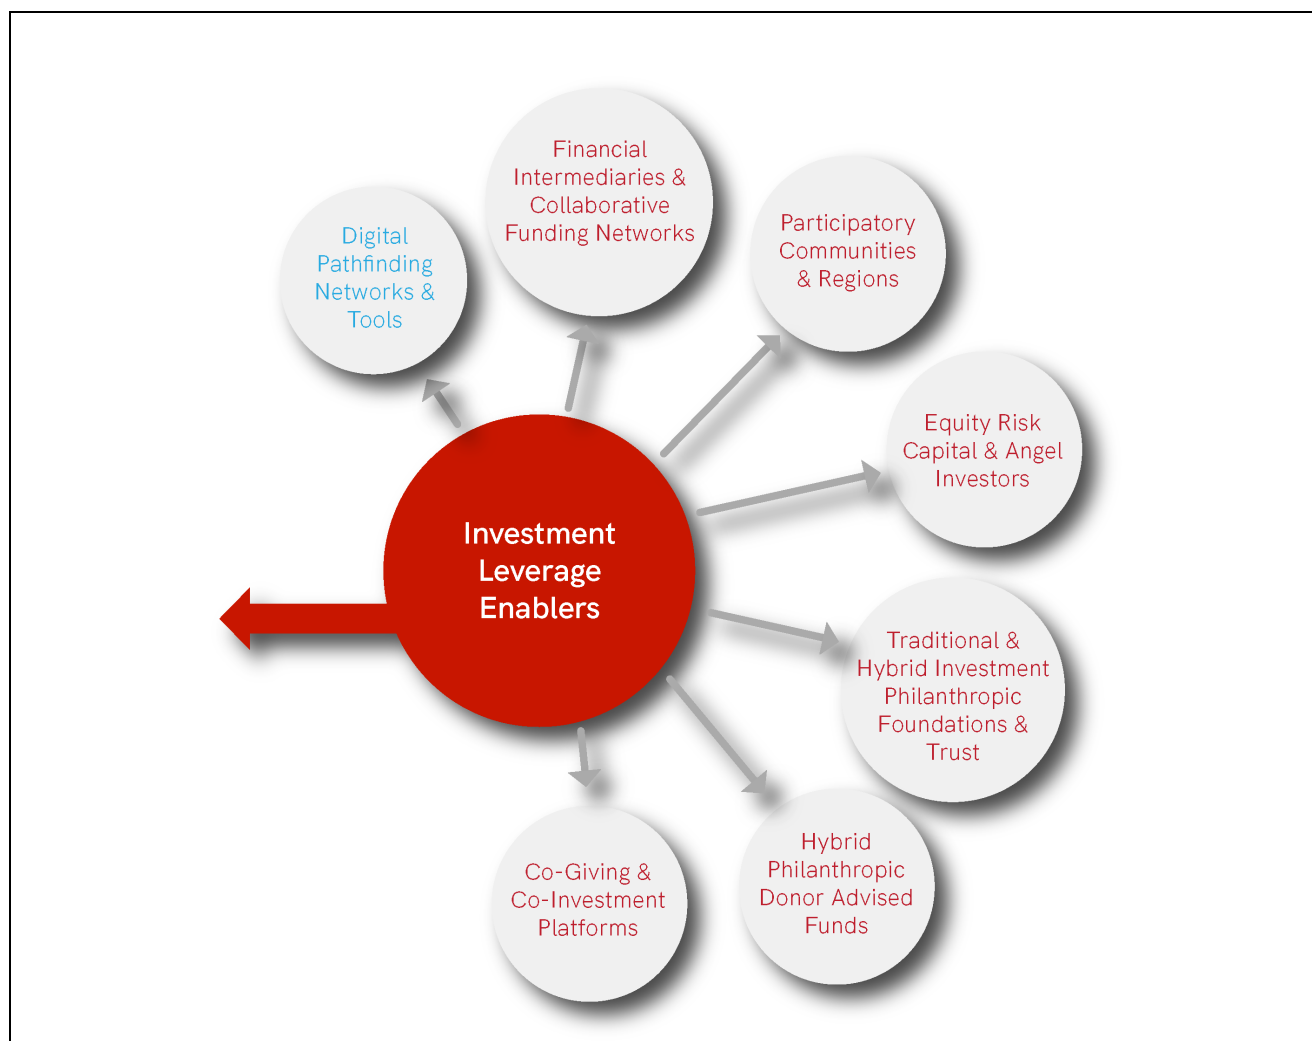 Financial
Intermediaries &
Collaborative
Funding Networks
Participatory
Communities
& Regions
Digital
Pathfinding
Networks &
Tools
Equity Risk
Capital & Angel
Investors
Investment
Leverage
Enablers
Traditional &
Hybrid Investment
Philanthropic
Foundations &
Trust
Hybrid
Philanthropic
Donor Advised
Funds
Co-Giving &
Co-Investment
Platforms